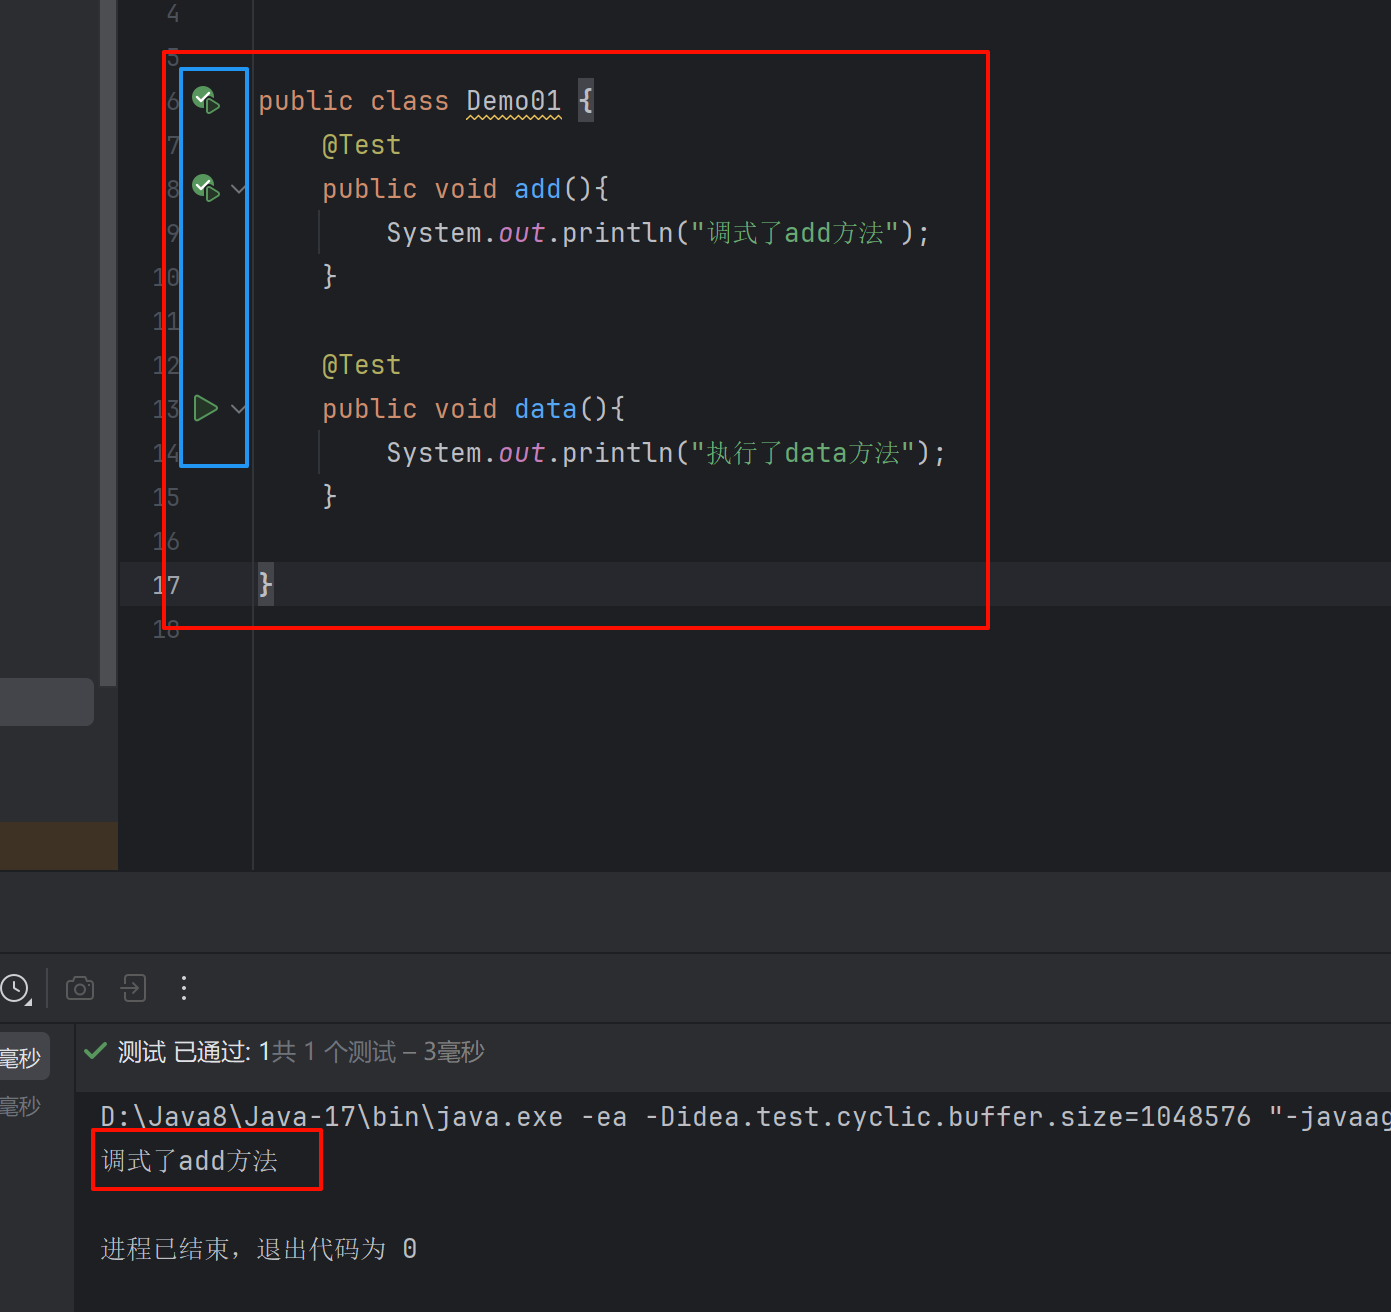 4
5
6 public class Demo01 {
7 @Test
8 public void add(){
9 System.out.println("调式了add方法");
10 }
11
12 @Test
13 public void data(){
14 System.out.println("执行了data方法");
15 }
16
17 }
18
毫秒
✓ 测试 已通过: 1共 1 个测试 – 3毫秒
毫秒
D:\Java8\Java-17\bin\java.exe -ea -Didea.test.cyclic.buffer.size=1048576 "-javaag
调式了add方法
进程已结束，退出代码为 0